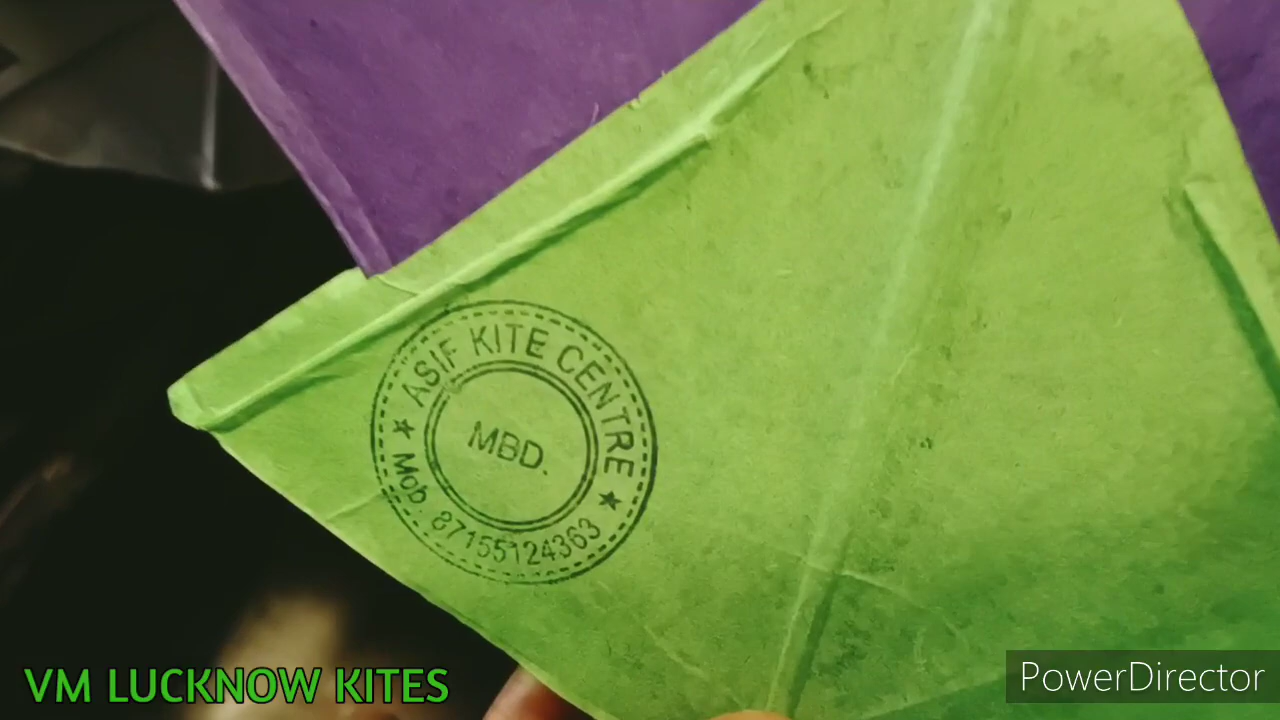 ASIF KITE CENTRE
MBD.
★ Mob. 87155124363 ★
VM LUCKNOW KITES
PowerDirector